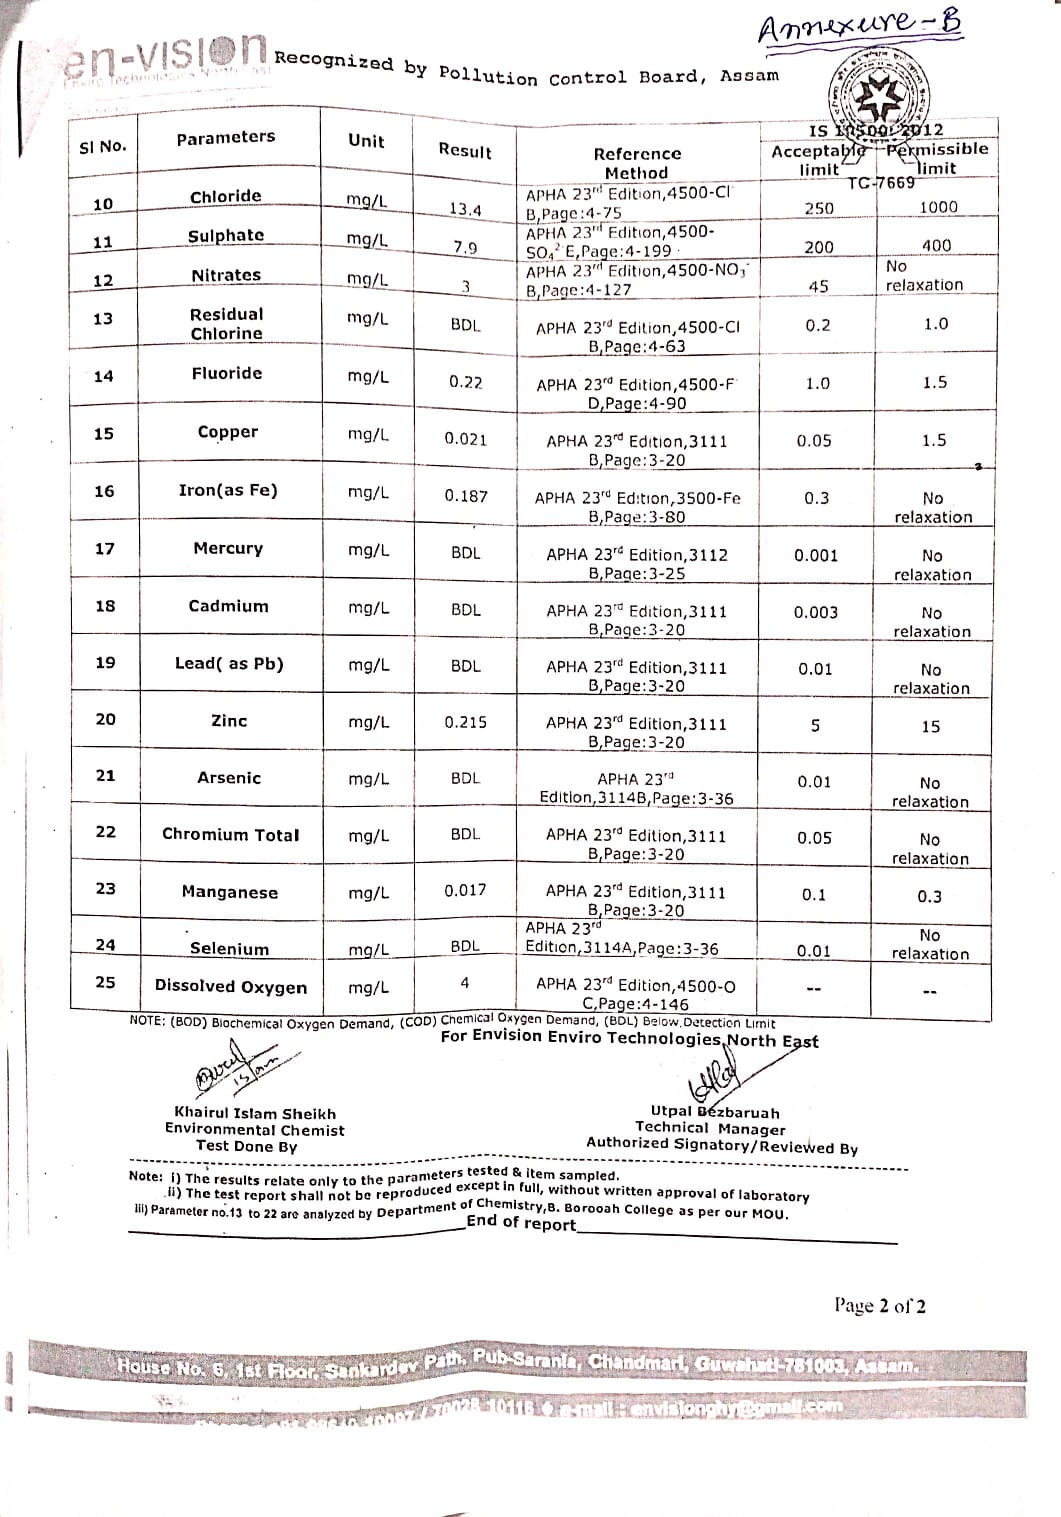 Annexure-B
en-VISION
Enviro Technologies North East
Recognized by Pollution Control Board, Assam
Sl No. Parameters Unit Result Reference Method IS 10500: 2012
Acceptable limit Permissible limit
TC-7669
10 Chloride mg/L 13.4 APHA 23rd Edition,4500-Cl B,Page:4-75 250 1000
11 Sulphate mg/L 7.9 APHA 23rd Edition,4500-SO₄²⁻E,Page:4-199 200 400
12 Nitrates mg/L 3 APHA 23rd Edition,4500-NO₃⁻ B,Page:4-127 45 No relaxation
13 Residual Chlorine mg/L BDL APHA 23rd Edition,4500-Cl B,Page:4-63 0.2 1.0
14 Fluoride mg/L 0.22 APHA 23rd Edition,4500-F⁻ D,Page:4-90 1.0 1.5
15 Copper mg/L 0.021 APHA 23rd Edition,3111 B,Page:3-20 0.05 1.5
16 Iron(as Fe) mg/L 0.187 APHA 23rd Edition,3500-Fe B,Page:3-80 0.3 No relaxation
17 Mercury mg/L BDL APHA 23rd Edition,3112 B,Page:3-25 0.001 No relaxation
18 Cadmium mg/L BDL APHA 23rd Edition,3111 B,Page:3-20 0.003 No relaxation
19 Lead( as Pb) mg/L BDL APHA 23rd Edition,3111 B,Page:3-20 0.01 No relaxation
20 Zinc mg/L 0.215 APHA 23rd Edition,3111 B,Page:3-20 5 15
21 Arsenic mg/L BDL APHA 23rd Edition,3114B,Page:3-36 0.01 No relaxation
22 Chromium Total mg/L BDL APHA 23rd Edition,3111 B,Page:3-20 0.05 No relaxation
23 Manganese mg/L 0.017 APHA 23rd Edition,3111 B,Page:3-20 0.1 0.3
24 Selenium mg/L BDL APHA 23rd Edition,3114A,Page:3-36 0.01 No relaxation
25 Dissolved Oxygen mg/L 4 APHA 23rd Edition,4500-O C,Page:4-146 -- --
NOTE: (BOD) Biochemical Oxygen Demand, (COD) Chemical Oxygen Demand, (BDL) Below Detection Limit
For Envision Enviro Technologies,North East
Khairul Islam Sheikh
Environmental Chemist
Test Done By
Utpal Bezbaruah
Technical Manager
Authorized Signatory/Reviewed By
Note: i) The results relate only to the parameters tested & item sampled.
ii) The test report shall not be reproduced except in full, without written approval of laboratory
iii) Parameter no.13 to 22 are analyzed by Department of Chemistry,B. Borooah College as per our MOU.
End of report
Page 2 of 2
House No. 6, 1st Floor, Sankardev Path, Pub-Sarania, Chandmari, Guwahati-781003, Assam.
/ 70028 10116 e-mail : envisionghy@gmail.com